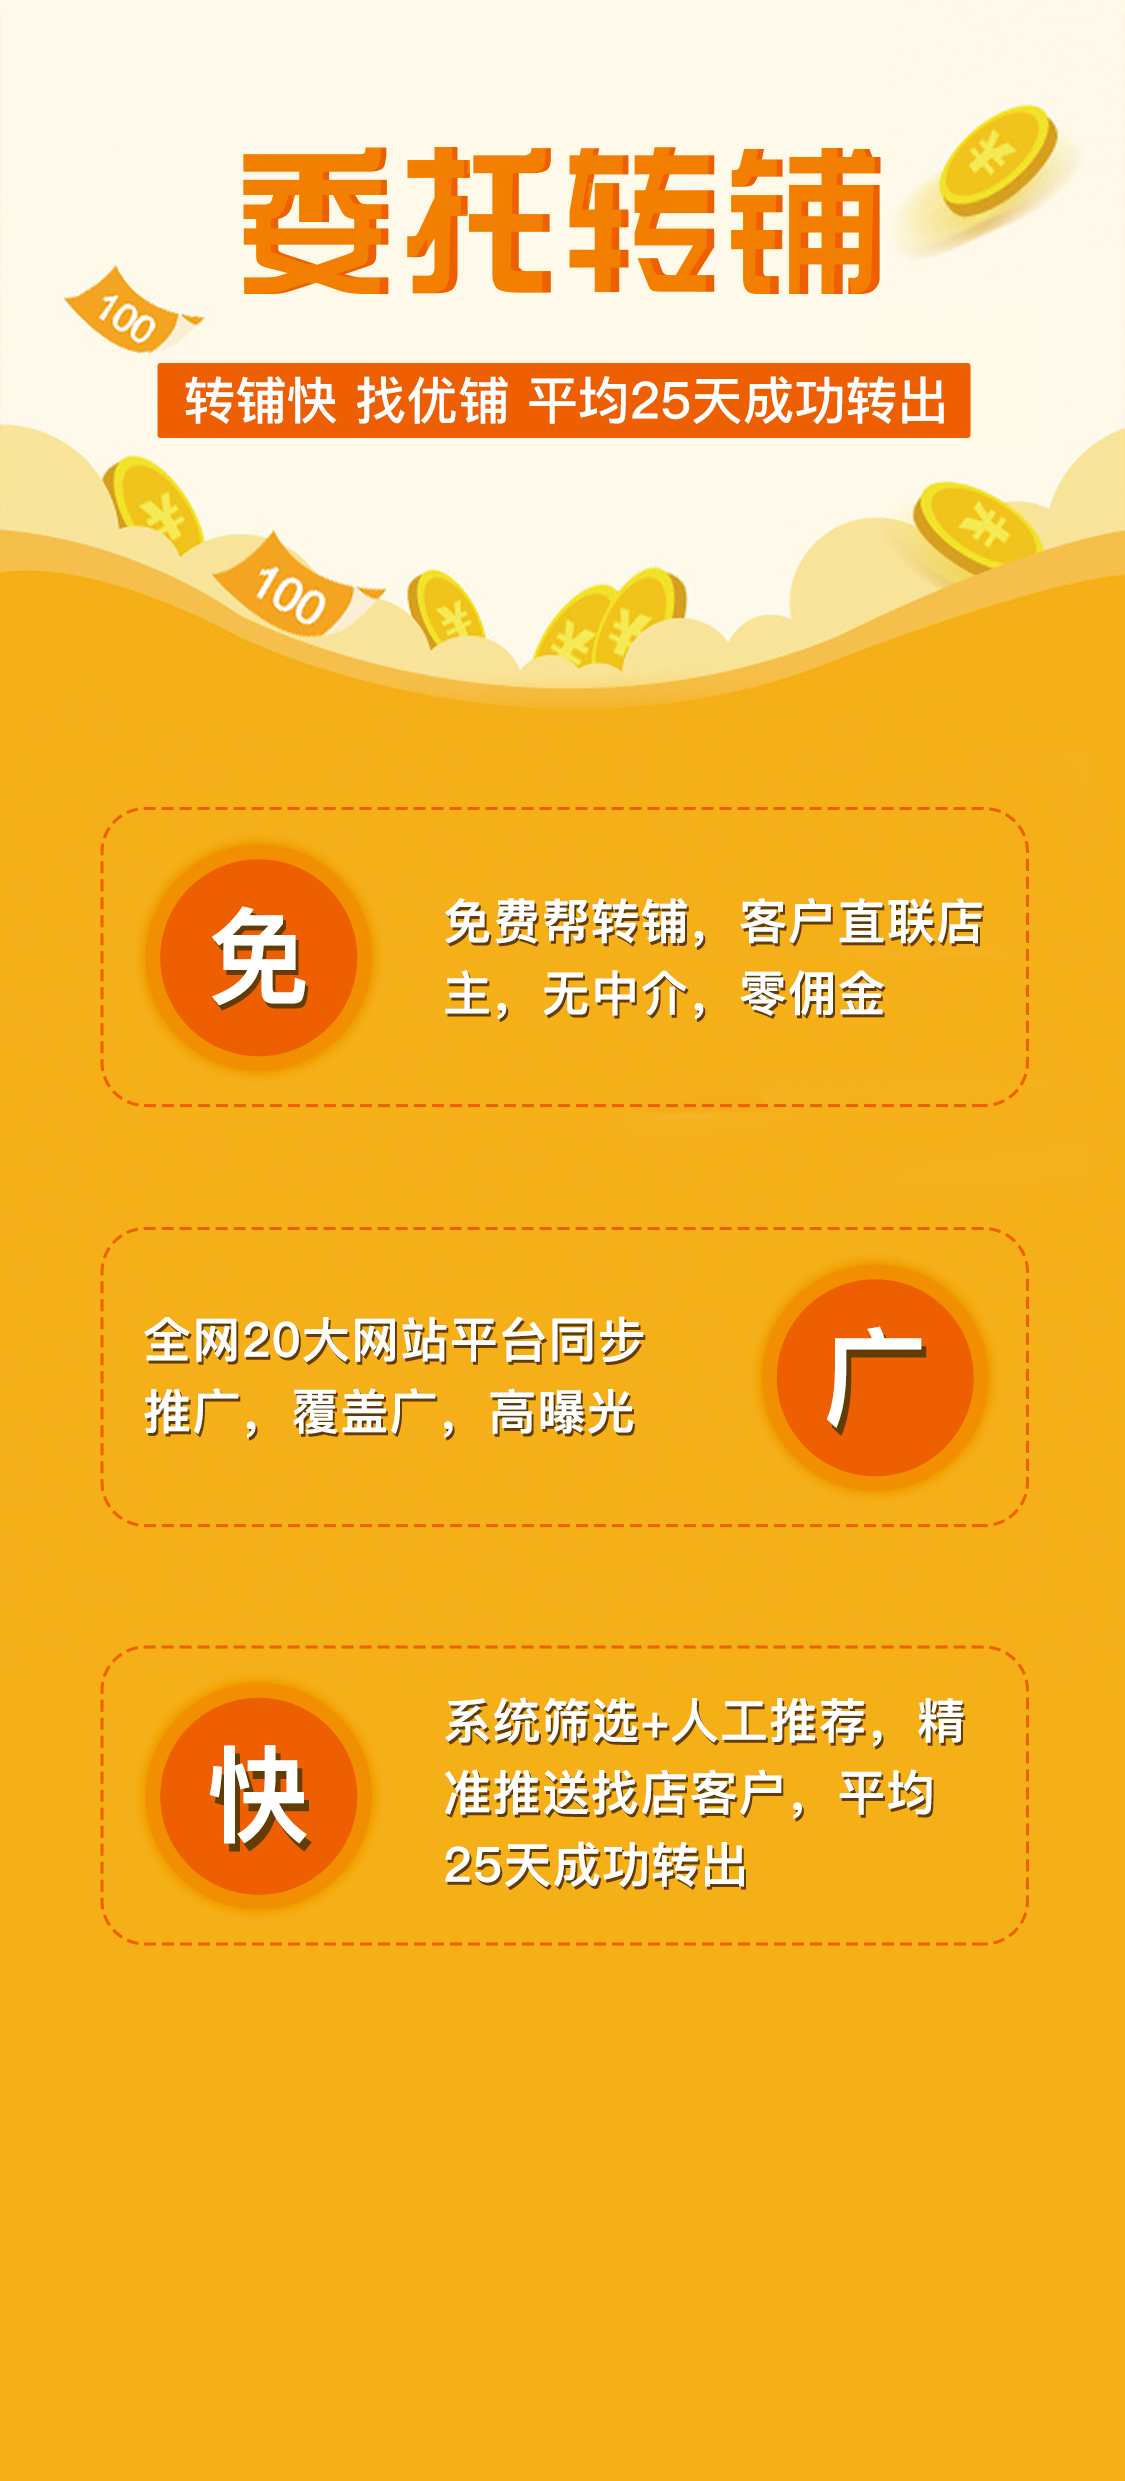 委托转铺
100
转铺快 找优铺 平均25天成功转出
100
免
免费帮转铺，客户直联店
主，无中介，零佣金
全网20大网站平台同步
推广，覆盖广，高曝光
广
快
系统筛选+人工推荐，精
准推送找店客户，平均
25天成功转出